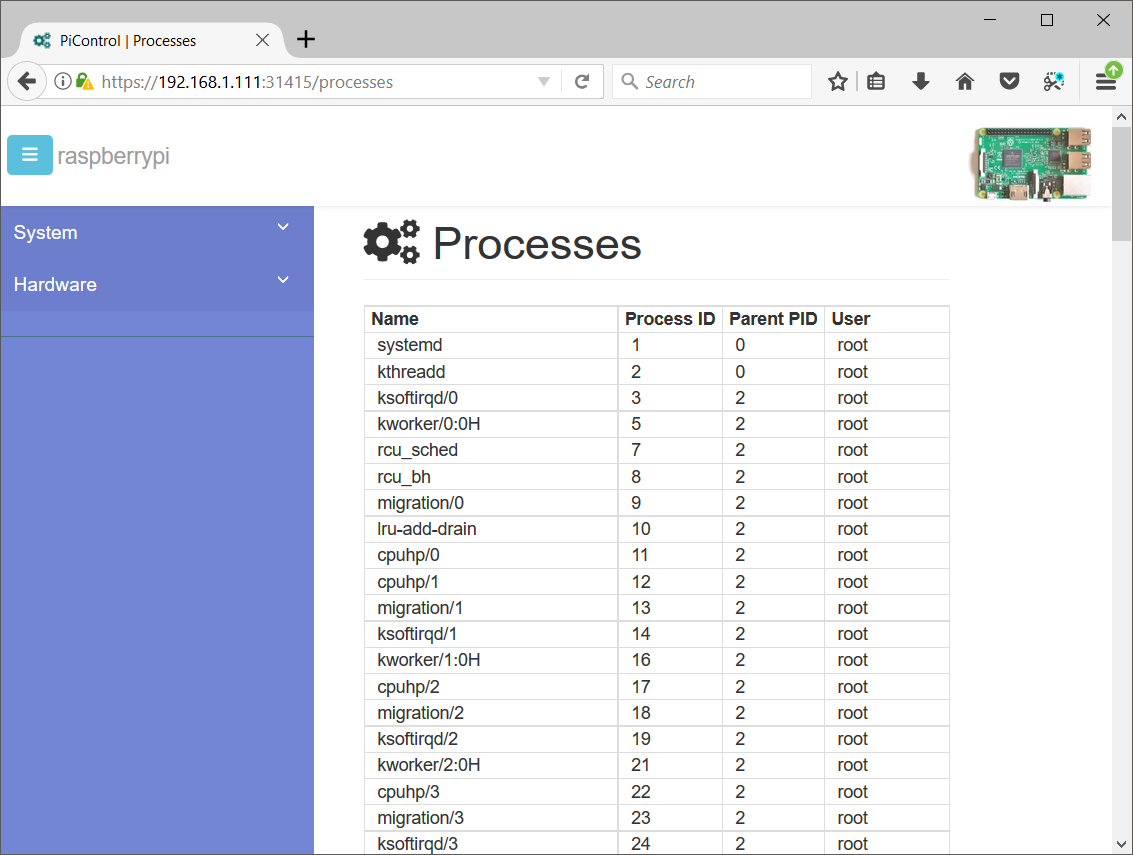 PiControl | Processes
https://192.168.1.111:31415/processes
Search
raspberrypi
System
Hardware
Processes
Name Process ID Parent PID User
systemd 1 0 root
kthreadd 2 0 root
ksoftirqd/0 3 2 root
kworker/0:0H 5 2 root
rcu_sched 7 2 root
rcu_bh 8 2 root
migration/0 9 2 root
lru-add-drain 10 2 root
cpuhp/0 11 2 root
cpuhp/1 12 2 root
migration/1 13 2 root
ksoftirqd/1 14 2 root
kworker/1:0H 16 2 root
cpuhp/2 17 2 root
migration/2 18 2 root
ksoftirqd/2 19 2 root
kworker/2:0H 21 2 root
cpuhp/3 22 2 root
migration/3 23 2 root
ksoftirqd/3 24 2 root